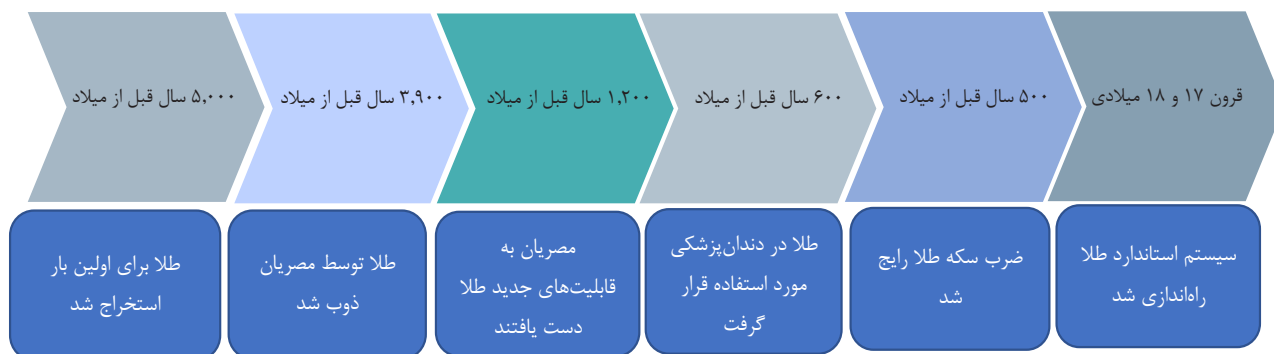 ۵,۰۰۰ سال قبل از میلاد
۳,۹۰۰ سال قبل از میلاد
۱,۲۰۰ سال قبل از میلاد
۶۰۰ سال قبل از میلاد
۵۰۰ سال قبل از میلاد
قرون ۱۷ و ۱۸ میلادی
طلا برای اولین بار
استخراج شد
طلا توسط مصریان
ذوب شد
مصریان به
قابلیت‌های جدید طلا
دست یافتند
طلا در دندان‌پزشکی
مورد استفاده قرار
گرفت
ضرب سکه طلا رایج
شد
سیستم استاندارد طلا
راه‌اندازی شد